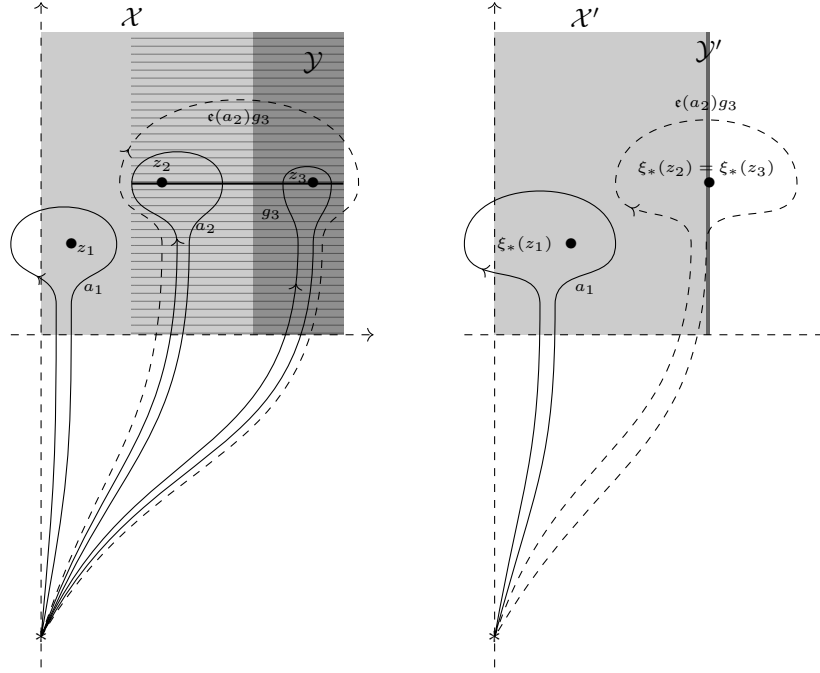 𝒳
𝒴
𝔢(a₂)g₃
z₂
z₃
g₃
a₂
z₁
a₁
*
𝒳′
𝒴′
𝔢(a₂)g₃
ξ∗(z₂) = ξ∗(z₃)
ξ∗(z₁)
a₁
*